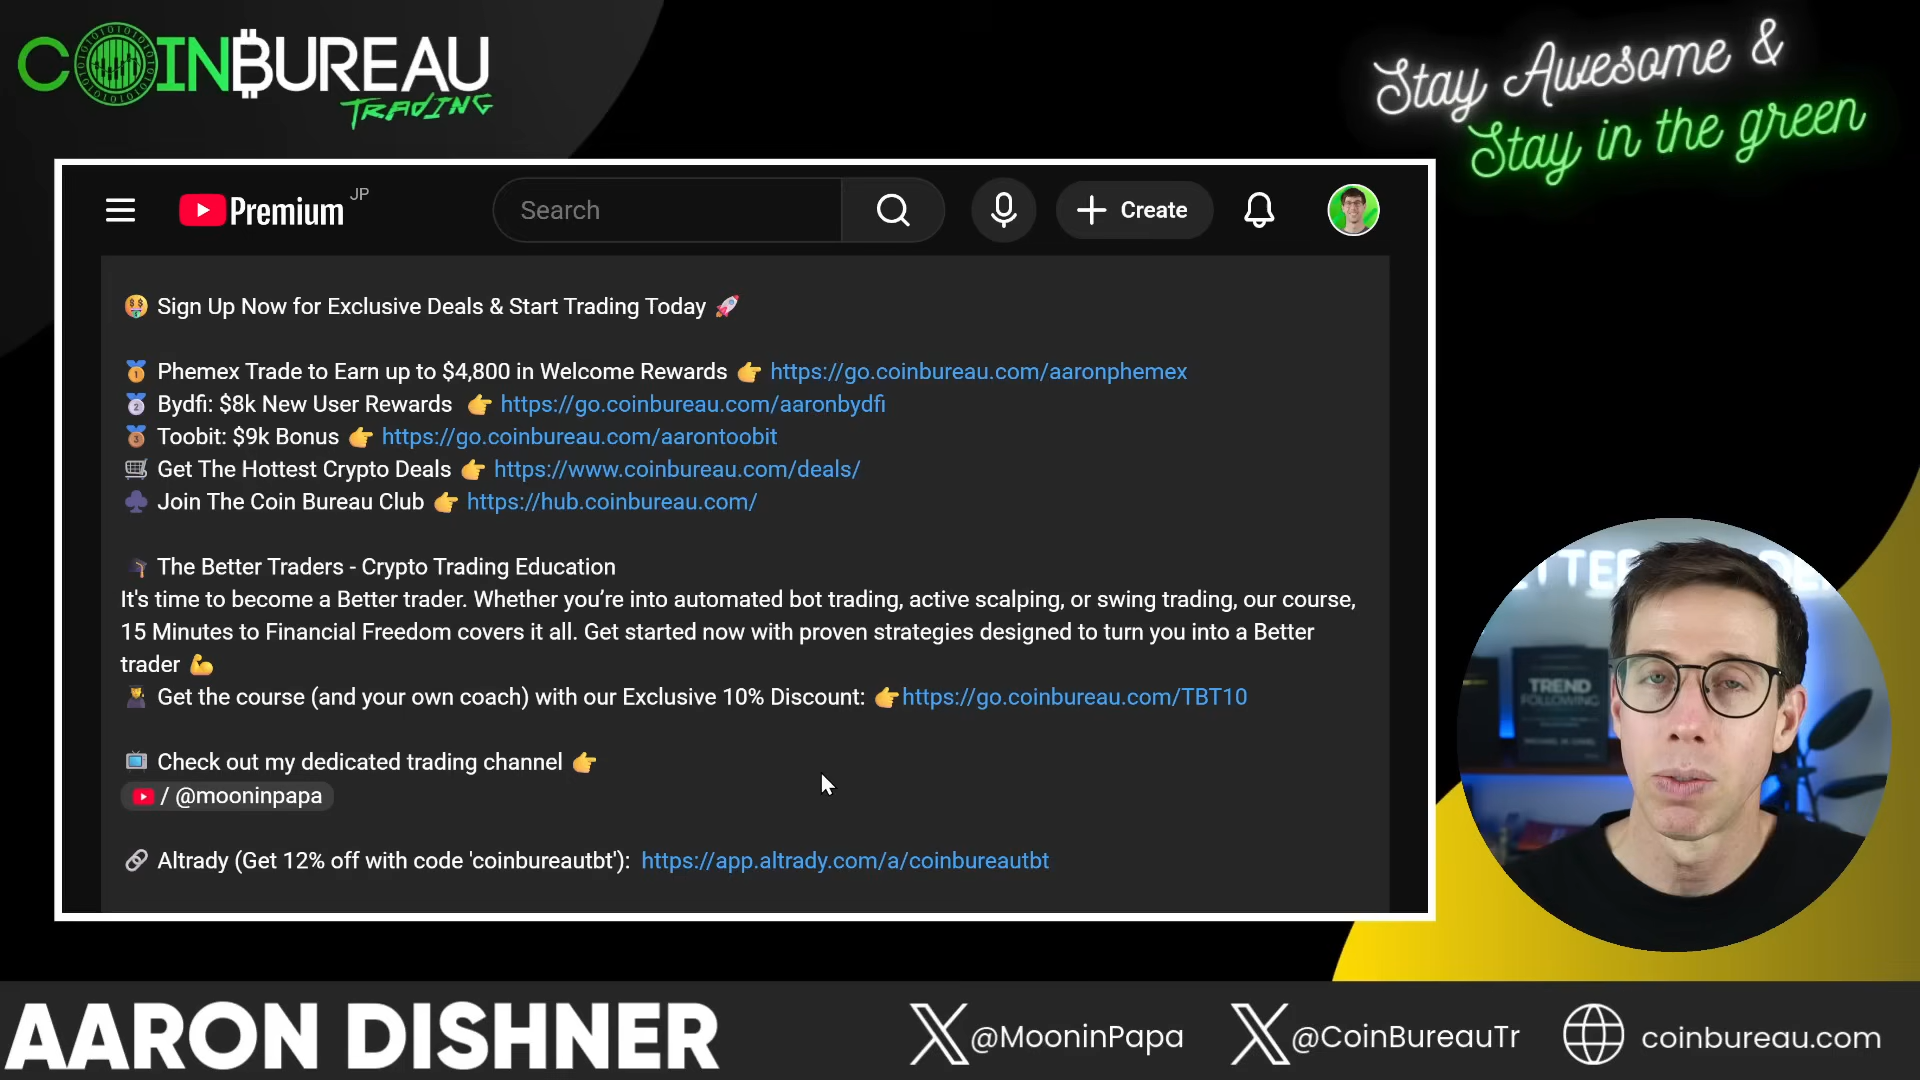 COINBUREAU
TRADING
Stay Awesome &
Stay in the green
Premium JP
Search
Create
Sign Up Now for Exclusive Deals & Start Trading Today
Phemex Trade to Earn up to $4,800 in Welcome Rewards 👉 https://go.coinbureau.com/aaronphemex
Bydfi: $8k New User Rewards 👉 https://go.coinbureau.com/aaronbydfi
Toobit: $9k Bonus 👉 https://go.coinbureau.com/aarontoobit
Get The Hottest Crypto Deals 👉 https://www.coinbureau.com/deals/
Join The Coin Bureau Club 👉 https://hub.coinbureau.com/
The Better Traders - Crypto Trading Education
It's time to become a Better trader. Whether you’re into automated bot trading, active scalping, or swing trading, our course,
15 Minutes to Financial Freedom covers it all. Get started now with proven strategies designed to turn you into a Better
trader
Get the course (and your own coach) with our Exclusive 10% Discount: 👉https://go.coinbureau.com/TBT10
Check out my dedicated trading channel 👉
/ @mooninpapa
Altrady (Get 12% off with code 'coinbureautbt'): https://app.altrady.com/a/coinbureautbt
TREND
FOLLOWING
AARON DISHNER
@MooninPapa
@CoinBureauTr
coinbureau.com